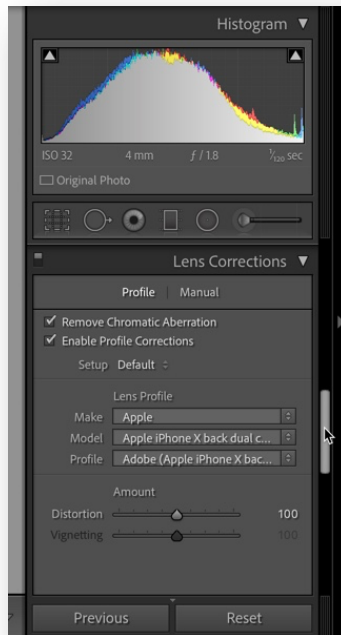 Histogram
ISO 32 4 mm ƒ / 1.8 1/120 sec
Original Photo
Lens Corrections
Profile | Manual
Remove Chromatic Aberration
Enable Profile Corrections
Setup Default
Lens Profile
Make Apple
Model Apple iPhone X back dual c...
Profile Adobe (Apple iPhone X bac...
Amount
Distortion 100
Vignetting 100
Previous Reset